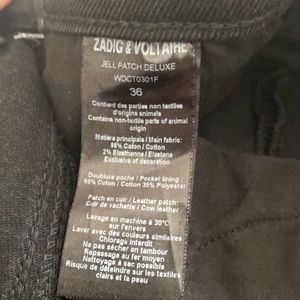 ZADIG & VOLTAIRE
JELL PATCH DELUXE
WDCT0301F
36
Contient des parties non textiles
d'origine animale
Contains non-textile parts of animal
origin
Matière principale / Main fabric:
98% Coton / Cotton
2% Elasthanne / Elastane
Exclusive of decoration
Doublure poche / Pocket lining:
65% Coton / Cotton 35% Polyester
Patch en cuir / Leather patch:
Cuir de vachette / Cow leather
Lavage en machine à 30°C
sur l'envers
Laver avec des couleurs similaires
Chlorage interdit
Ne pas sécher en tambour
Repassage au fer moyen
Nettoyage à sec interdit
Risque de déteindre sur les textiles
clairs et la peau